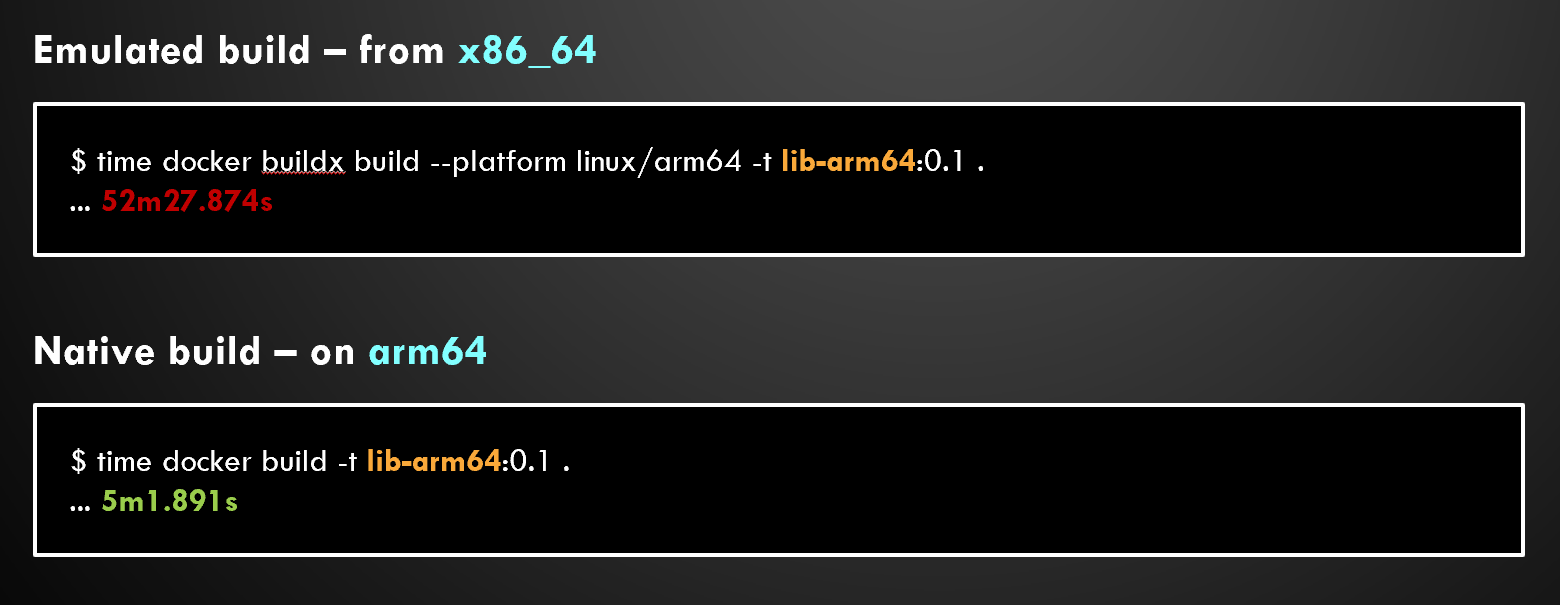 Emulated build – from x86_64
$ time docker buildx build --platform linux/arm64 -t lib-arm64:0.1 .
... 52m27.874s
Native build – on arm64
$ time docker build -t lib-arm64:0.1 .
... 5m1.891s